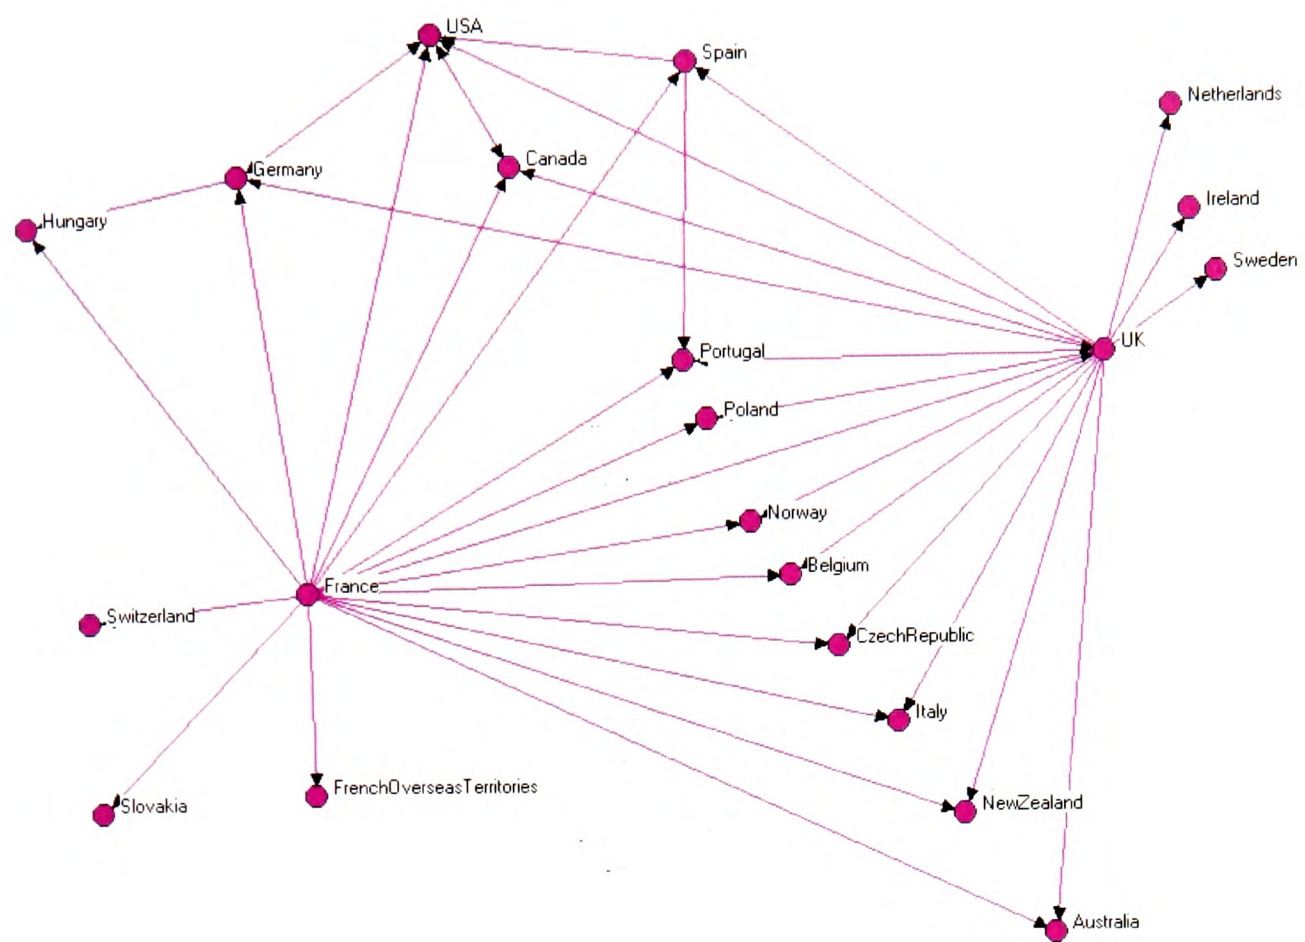 USA
Spain
Netherlands
Canada
Germany
Ireland
Hungary
Sweden
UK
Portugal
Poland
Norway
Belgium
France
Switzerland
CzechRepublic
Italy
FrenchOverseasTerritories
Slovakia
NewZealand
Australia